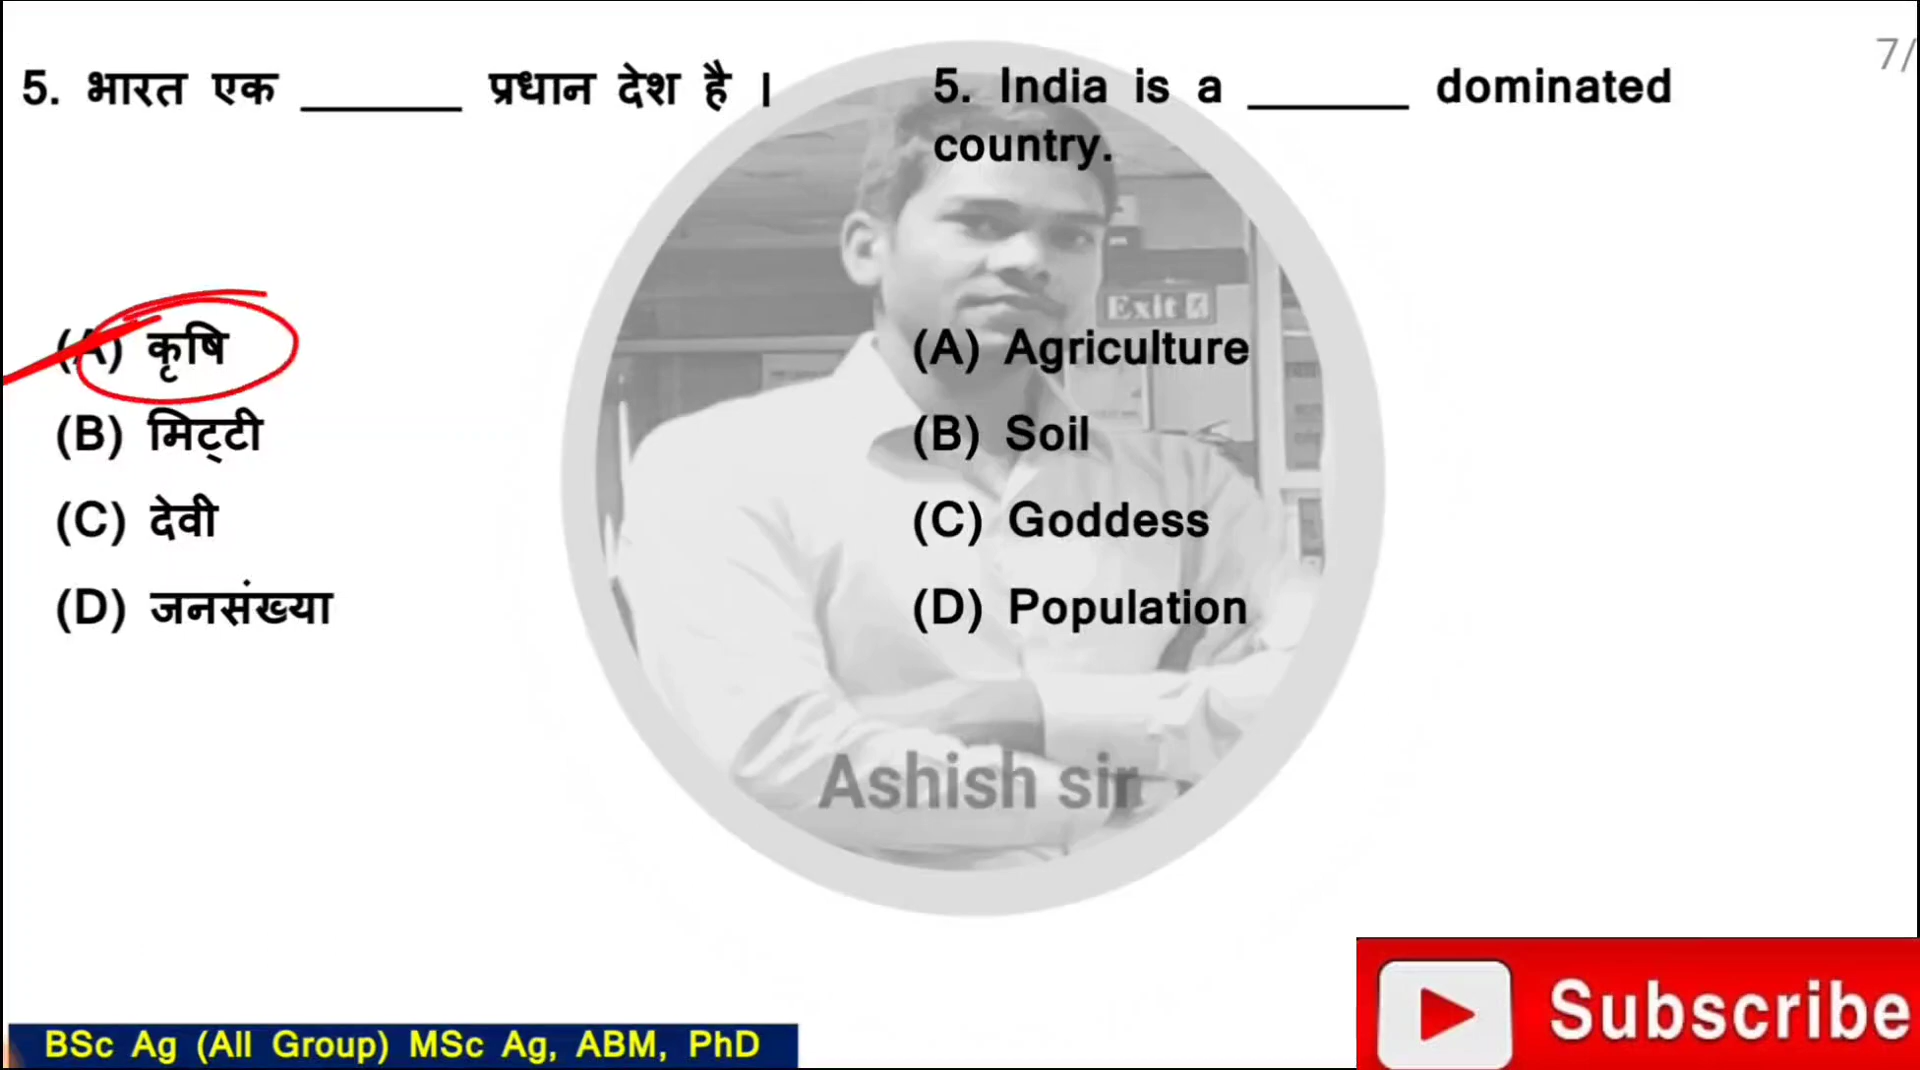 7/
5. भारत एक ______ प्रधान देश है ।
(A) कृषि
(B) मिट्टी
(C) देवी
(D) जनसंख्या
5. India is a ______ dominated
country.
(A) Agriculture
(B) Soil
(C) Goddess
(D) Population
Exit
Ashish sir
BSc Ag (All Group) MSc Ag, ABM, PhD
Subscribe